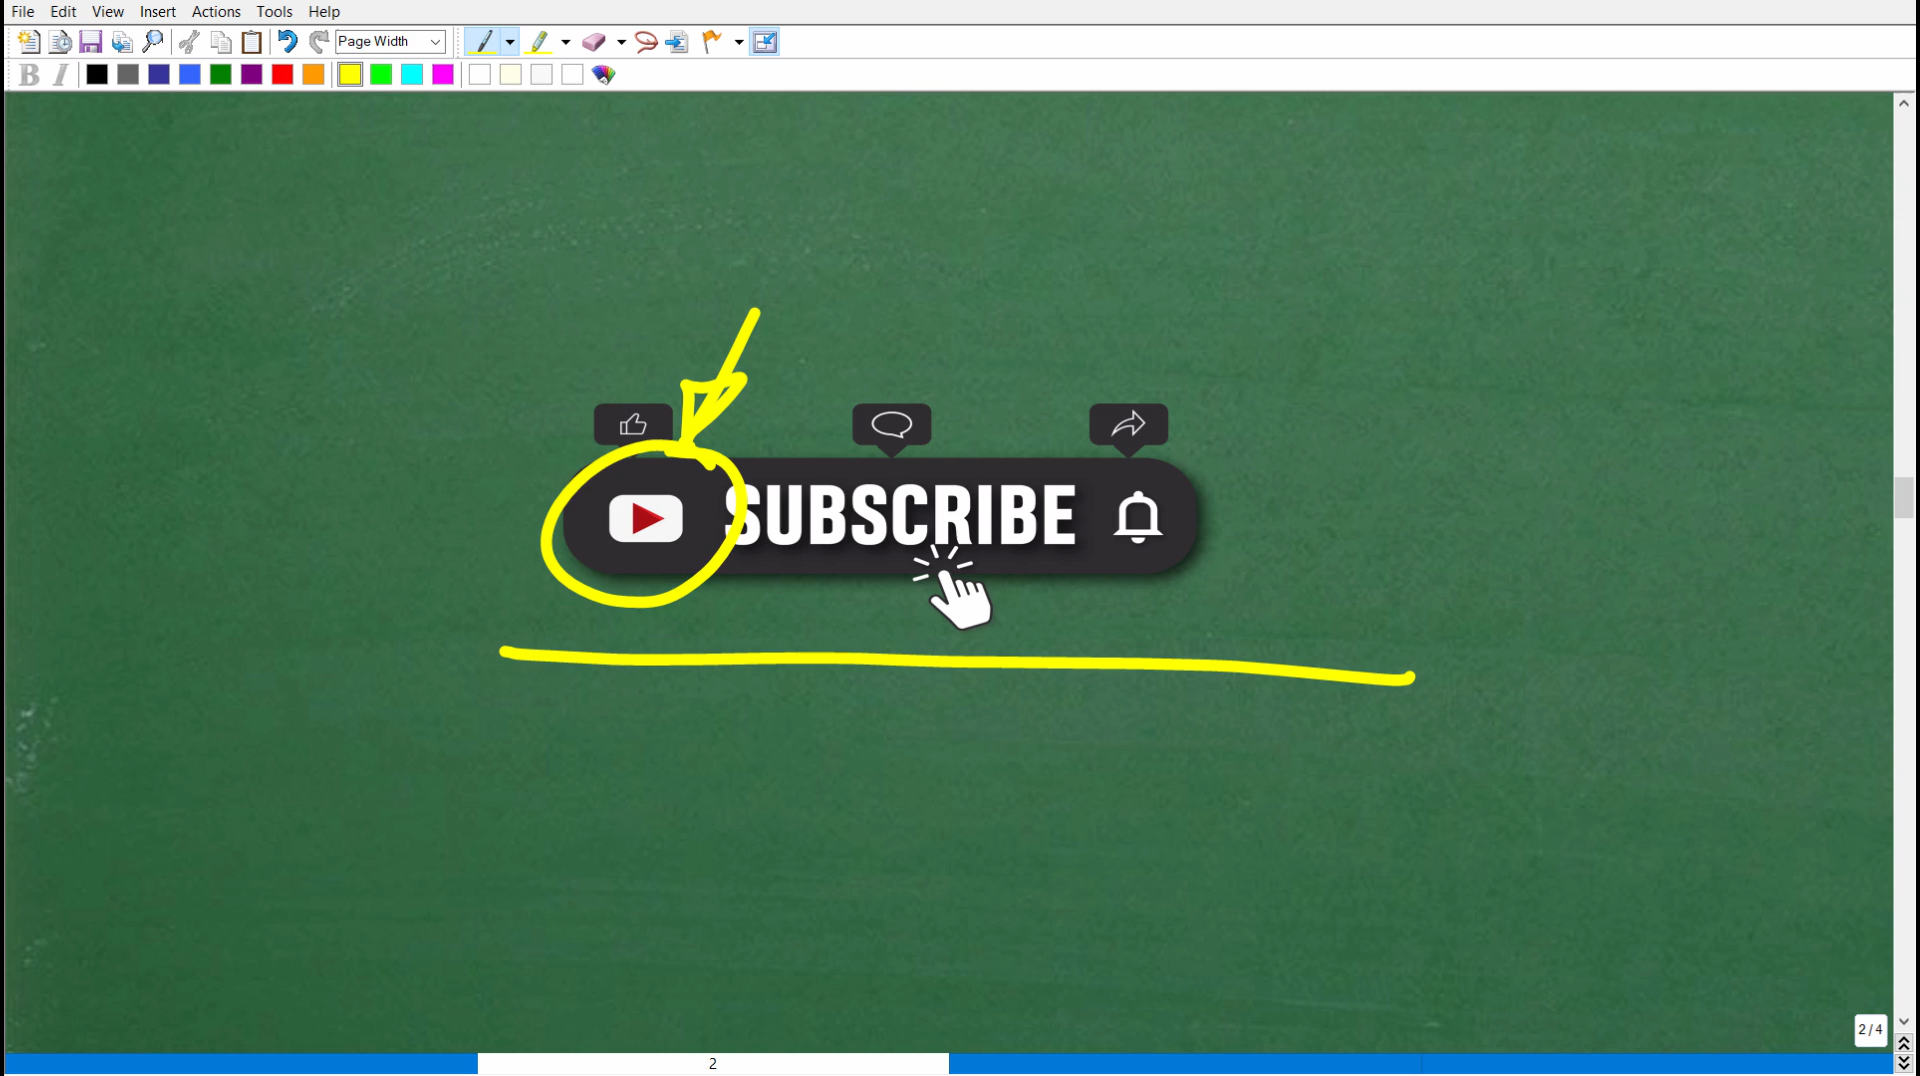 File Edit View Insert Actions Tools Help
Page Width
B I
SUBSCRIBE
2 / 4
2